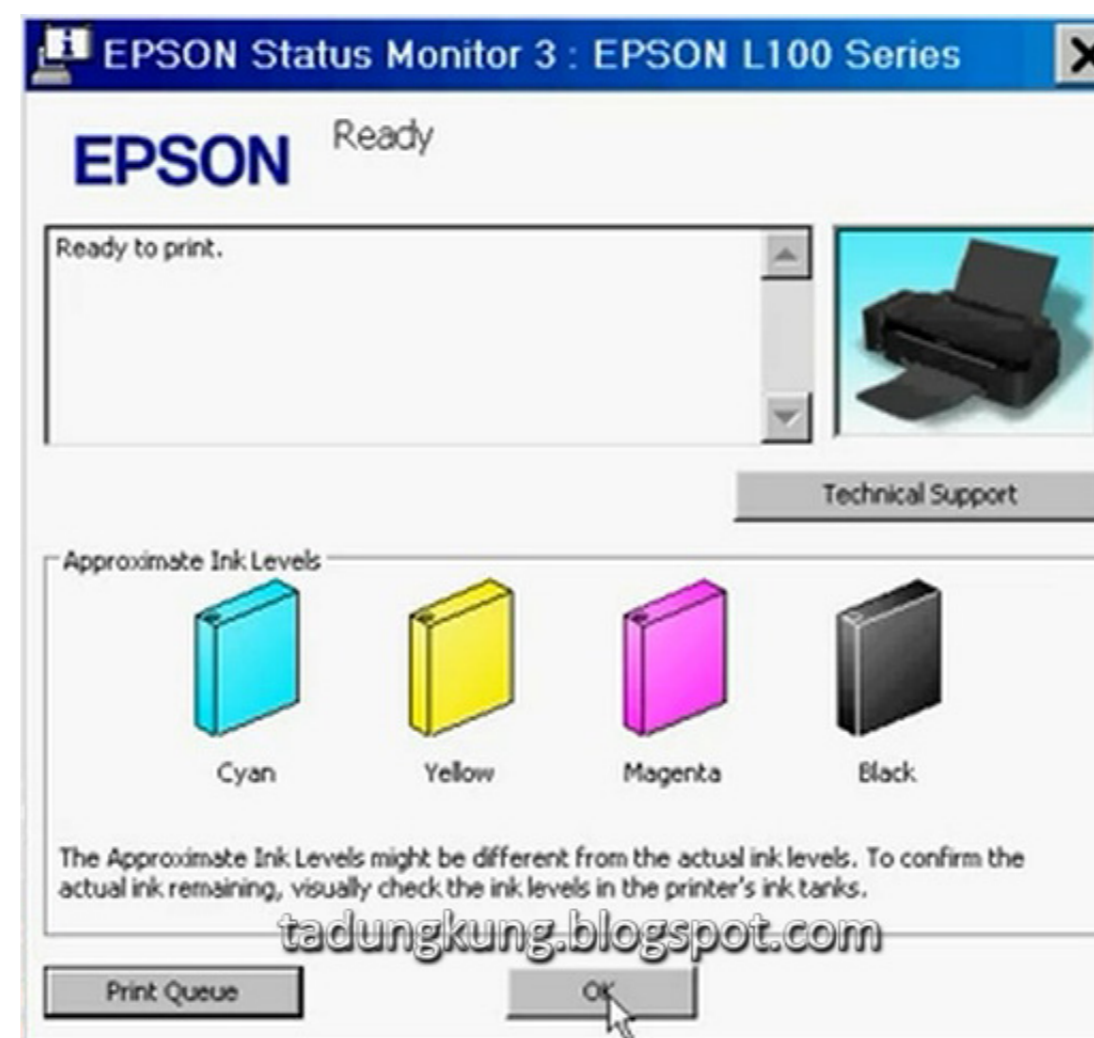 EPSON Status Monitor 3 : EPSON L100 Series
EPSON
Ready
Ready to print.
Technical Support
Approximate Ink Levels
Cyan
Yellow
Magenta
Black
The Approximate Ink Levels might be different from the actual ink levels. To confirm the
actual ink remaining, visually check the ink levels in the printer's ink tanks.
tadungkung.blogspot.com
Print Queue
OK